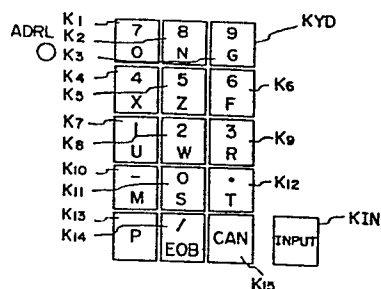 K1 7 8 9 KYD
ADRL K2 O N G
K3
K4 4 5 6
K5 X Z F K6
K7 1 2 3
K8 U W R K9
K10 - 0 .
K11 M S T K12
K13 P / CAN KIN
K14 EOB INPUT
K15